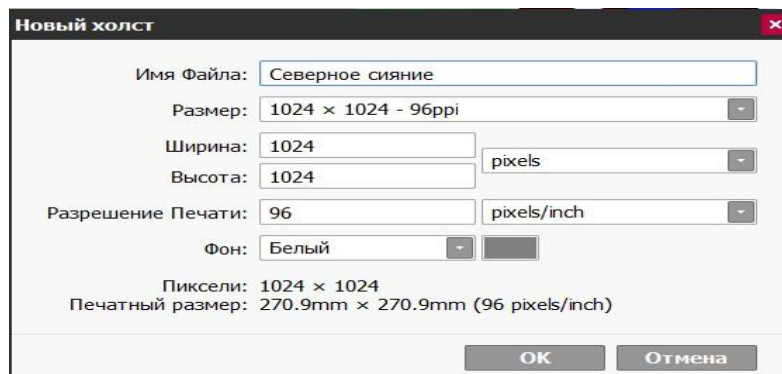 Новый холст
Имя Файла: Северное сияние
Размер: 1024 × 1024 - 96ppi
Ширина: 1024
pixels
Высота: 1024
Разрешение Печати: 96 pixels/inch
Фон: Белый
Пиксели: 1024 × 1024
Печатный размер: 270.9mm × 270.9mm (96 pixels/inch)
OK Отмена